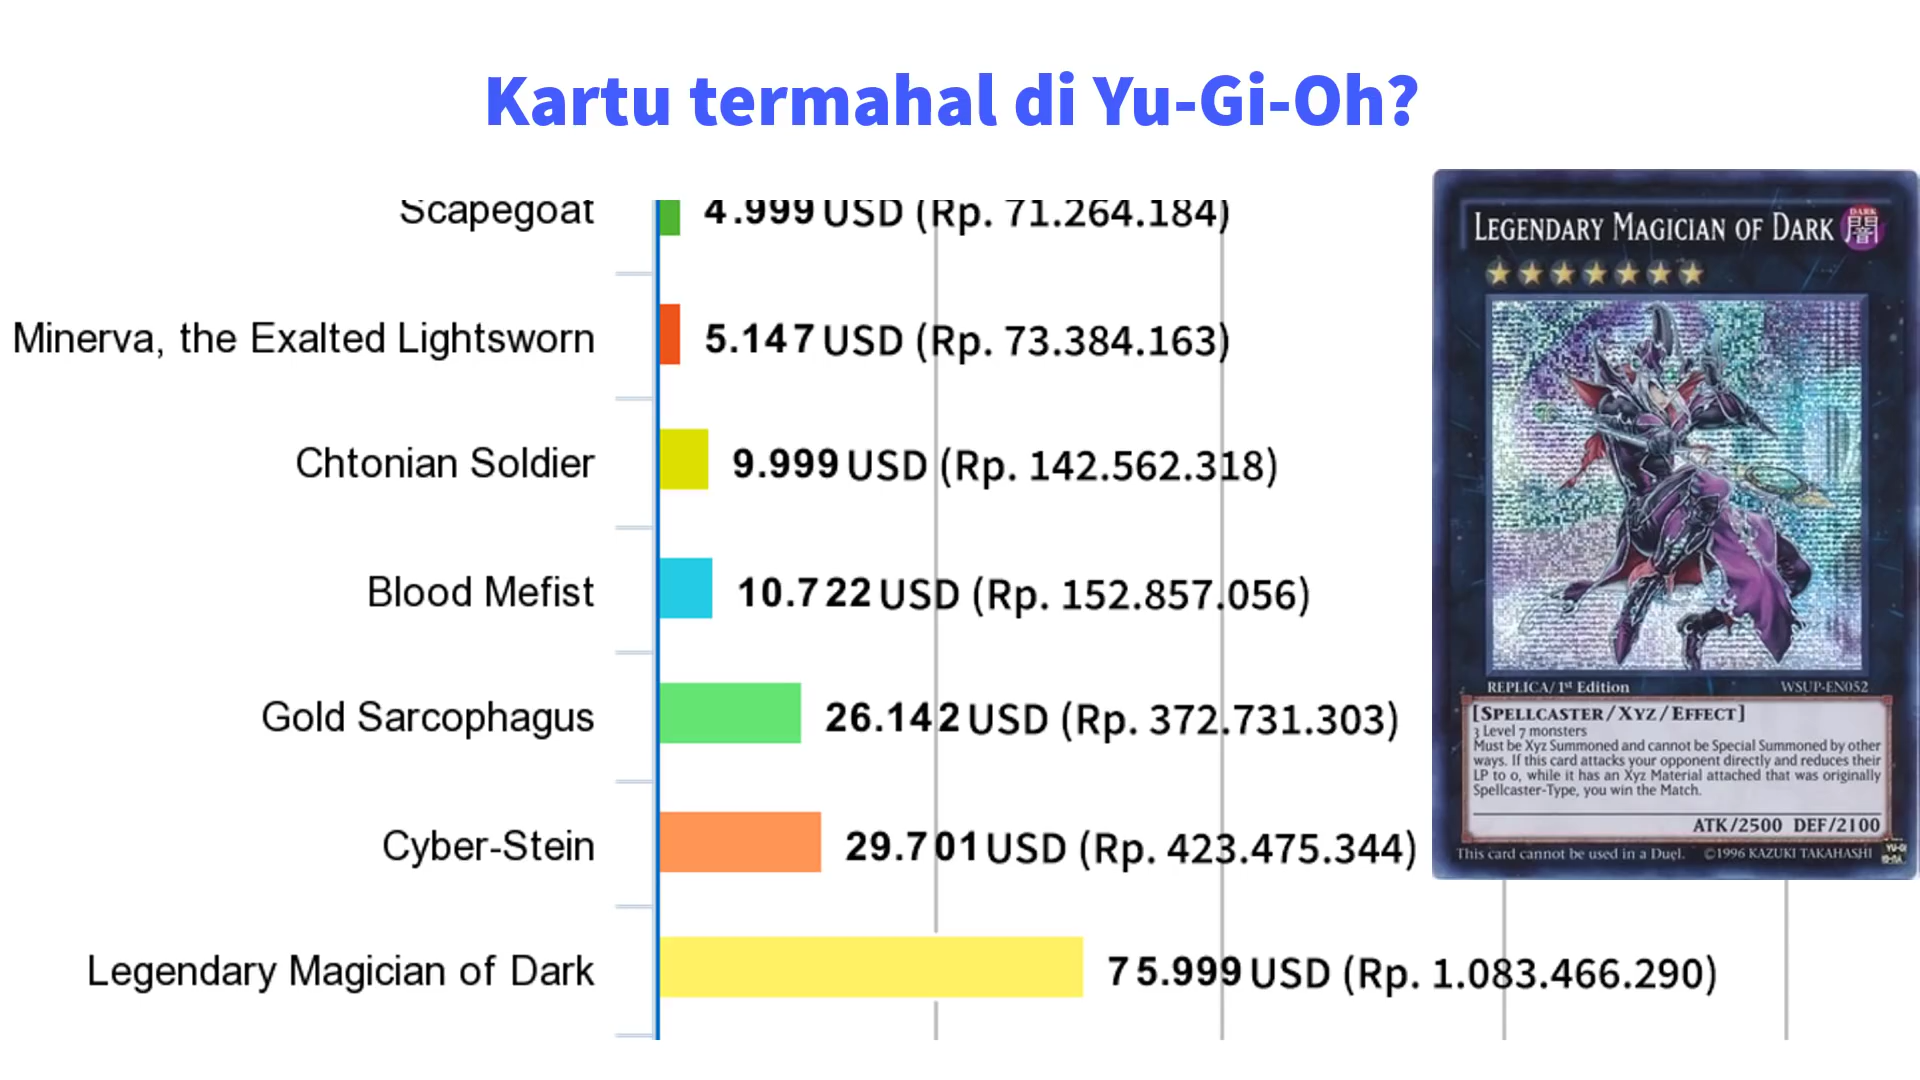 Kartu termahal di Yu-Gi-Oh?
Scapegoat 4.999 USD (Rp. 71.264.184)
Minerva, the Exalted Lightsworn 5.147 USD (Rp. 73.384.163)
Chtonian Soldier 9.999 USD (Rp. 142.562.318)
Blood Mefist 10.722 USD (Rp. 152.857.056)
Gold Sarcophagus 26.142 USD (Rp. 372.731.303)
Cyber-Stein 29.701 USD (Rp. 423.475.344)
Legendary Magician of Dark 75.999 USD (Rp. 1.083.466.290)
LEGENDARY MAGICIAN OF DARK
DARK
闇
REPLICA/1st Edition WSUP-EN052
[SPELLCASTER/XYZ/EFFECT]
3 Level 7 monsters
Must be Xyz Summoned and cannot be Special Summoned by other
ways. If this card attacks your opponent directly and reduces their
LP to 0, while it has an Xyz Material attached that was originally
Spellcaster-Type, you win the Match.
ATK/2500 DEF/2100
This card cannot be used in a Duel. ©1996 KAZUKI TAKAHASHI